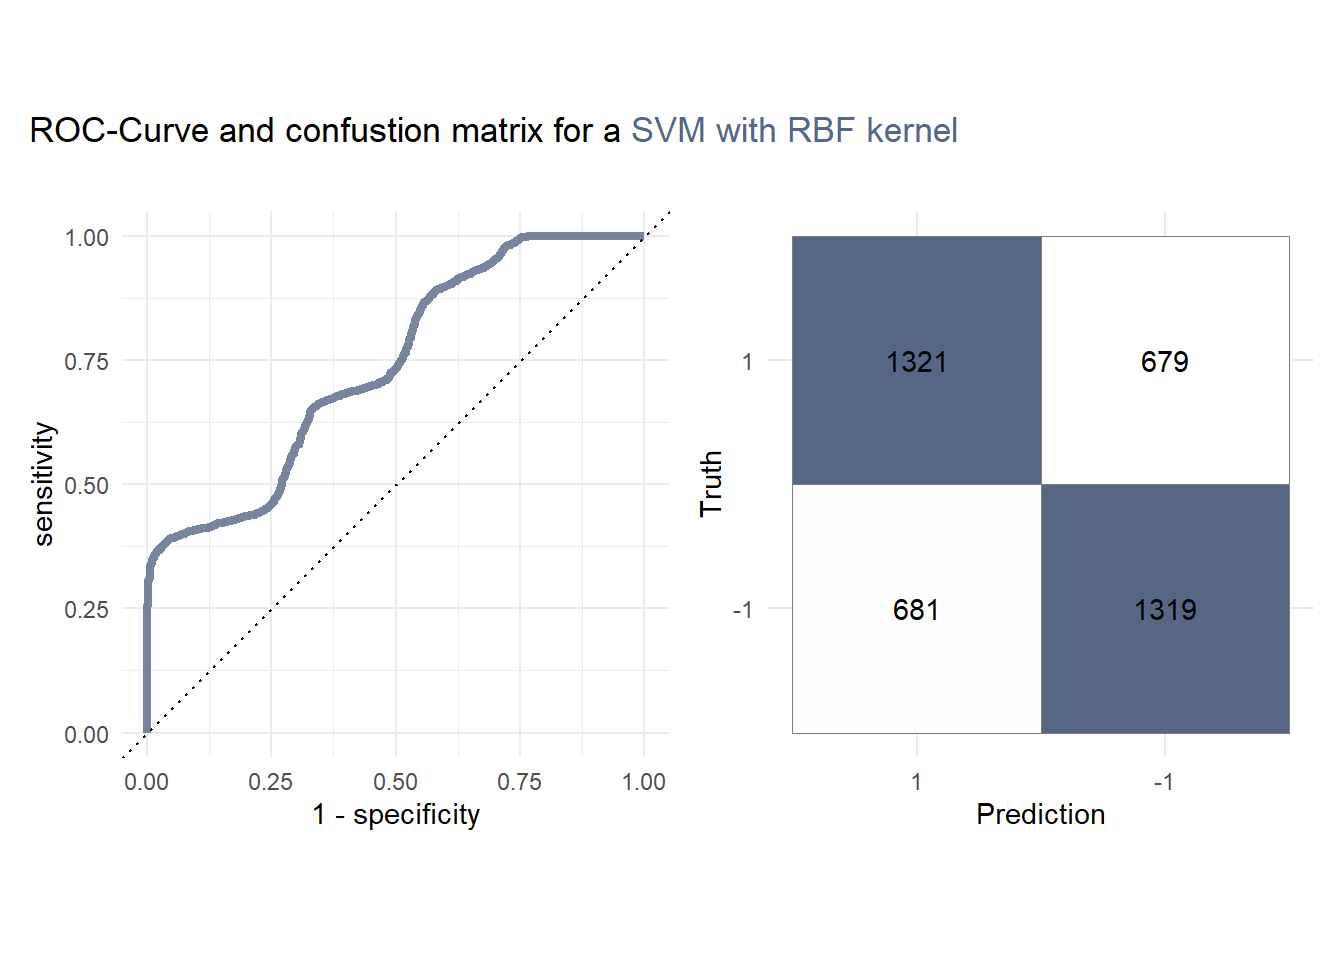 ROC-Curve and confustion matrix for a SVM with RBF kernel
sensitivity
1.00
0.75
0.50
0.25
0.00
0.00 0.25 0.50 0.75 1.00
1 - specificity
Truth
1
-1
1321 679
681 1319
1 -1
Prediction